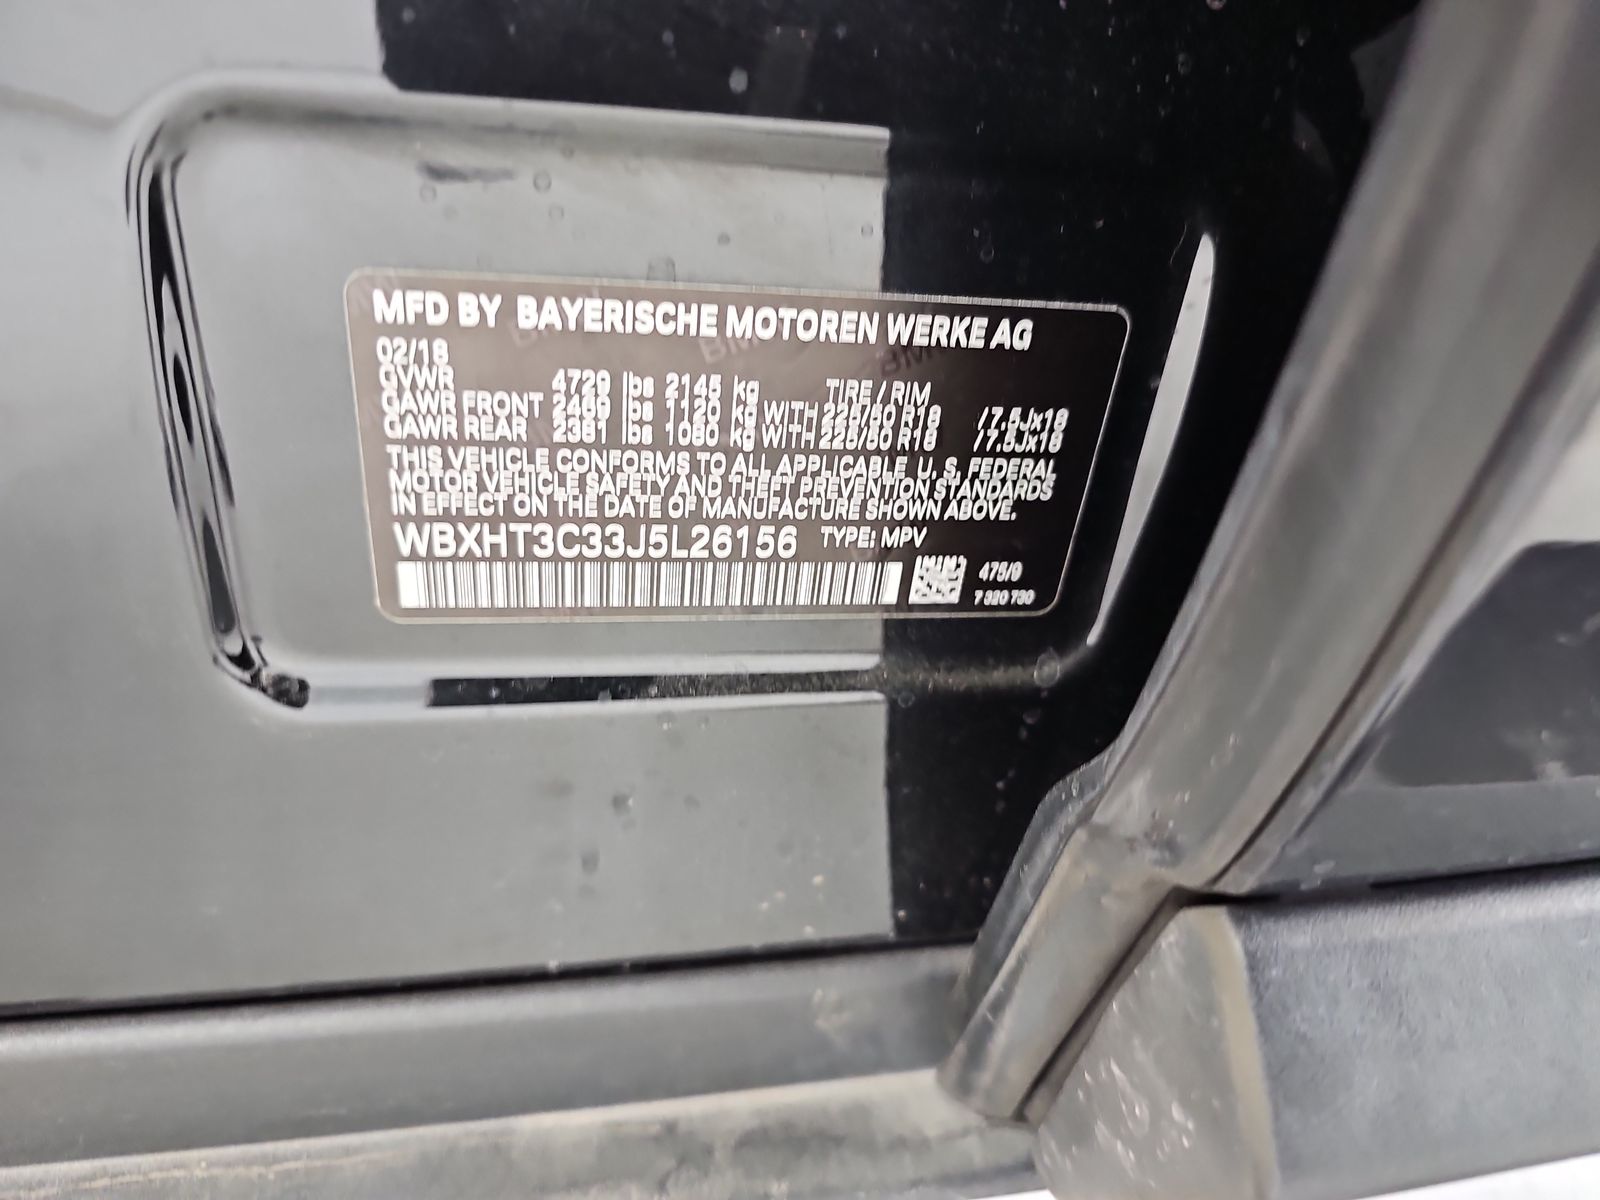 MFD BY BAYERISCHE MOTOREN WERKE AG
02/18
GVWR 4729 lbs 2145 kg TIRE / RIM
GAWR FRONT 2469 lbs 1120 kg WITH 225/50 R18 /7.5Jx18
GAWR REAR 2381 lbs 1080 kg WITH 225/50 R18 /7.5Jx18
THIS VEHICLE CONFORMS TO ALL APPLICABLE U. S. FEDERAL
MOTOR VEHICLE SAFETY AND THEFT PREVENTION STANDARDS
IN EFFECT ON THE DATE OF MANUFACTURE SHOWN ABOVE.
WBXHT3C33J5L26156 TYPE: MPV
475/9
7 320 730